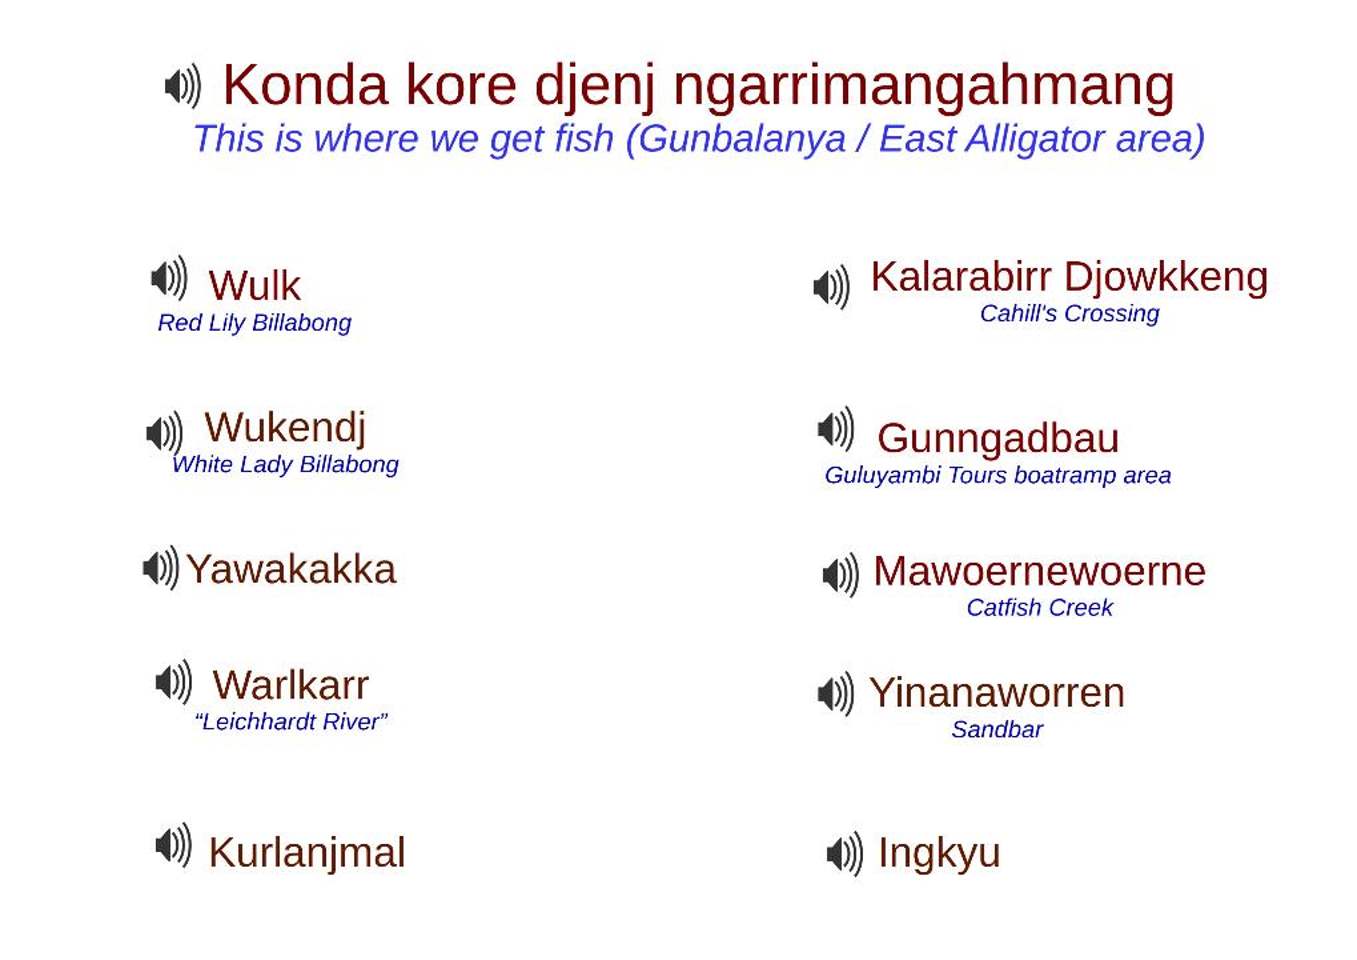 Konda kore djenj ngarrimangahmang
This is where we get fish (Gunbalanya / East Alligator area)
Wulk
Red Lily Billabong
Wukendj
White Lady Billabong
Yawakakka
Warlkarr
“Leichhardt River”
Kurlanjmal
Kalarabirr Djowkkeng
Cahill's Crossing
Gunngadbau
Guluyambi Tours boatramp area
Mawoernewoerne
Catfish Creek
Yinanaworren
Sandbar
Ingkyu